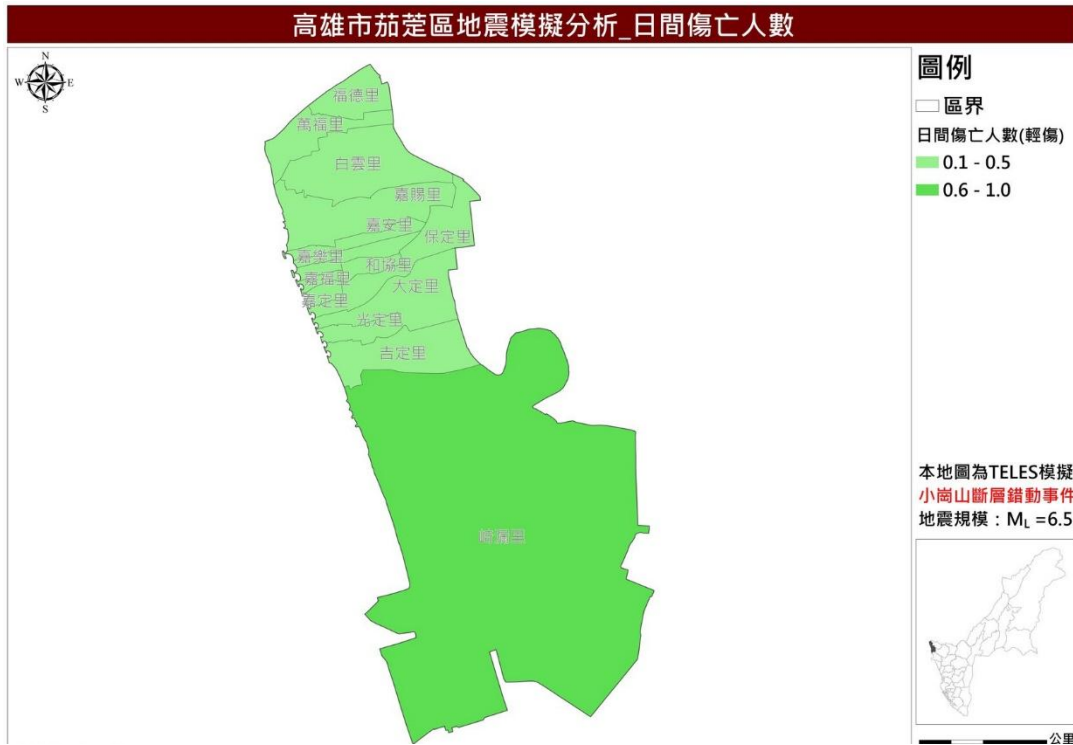 高雄市茄萣區地震模擬分析_日間傷亡人數
N
W E
S
福德里
萬福里
白雲里
嘉賜里
嘉安里
保定里
嘉樂里
和協里
嘉福里
大定里
嘉定里
光定里
吉定里
崎漏里
圖例
區界
日間傷亡人數(輕傷)
0.1 - 0.5
0.6 - 1.0
本地圖為TELES模擬
小崗山斷層錯動事件
地震規模：ML =6.5
公里